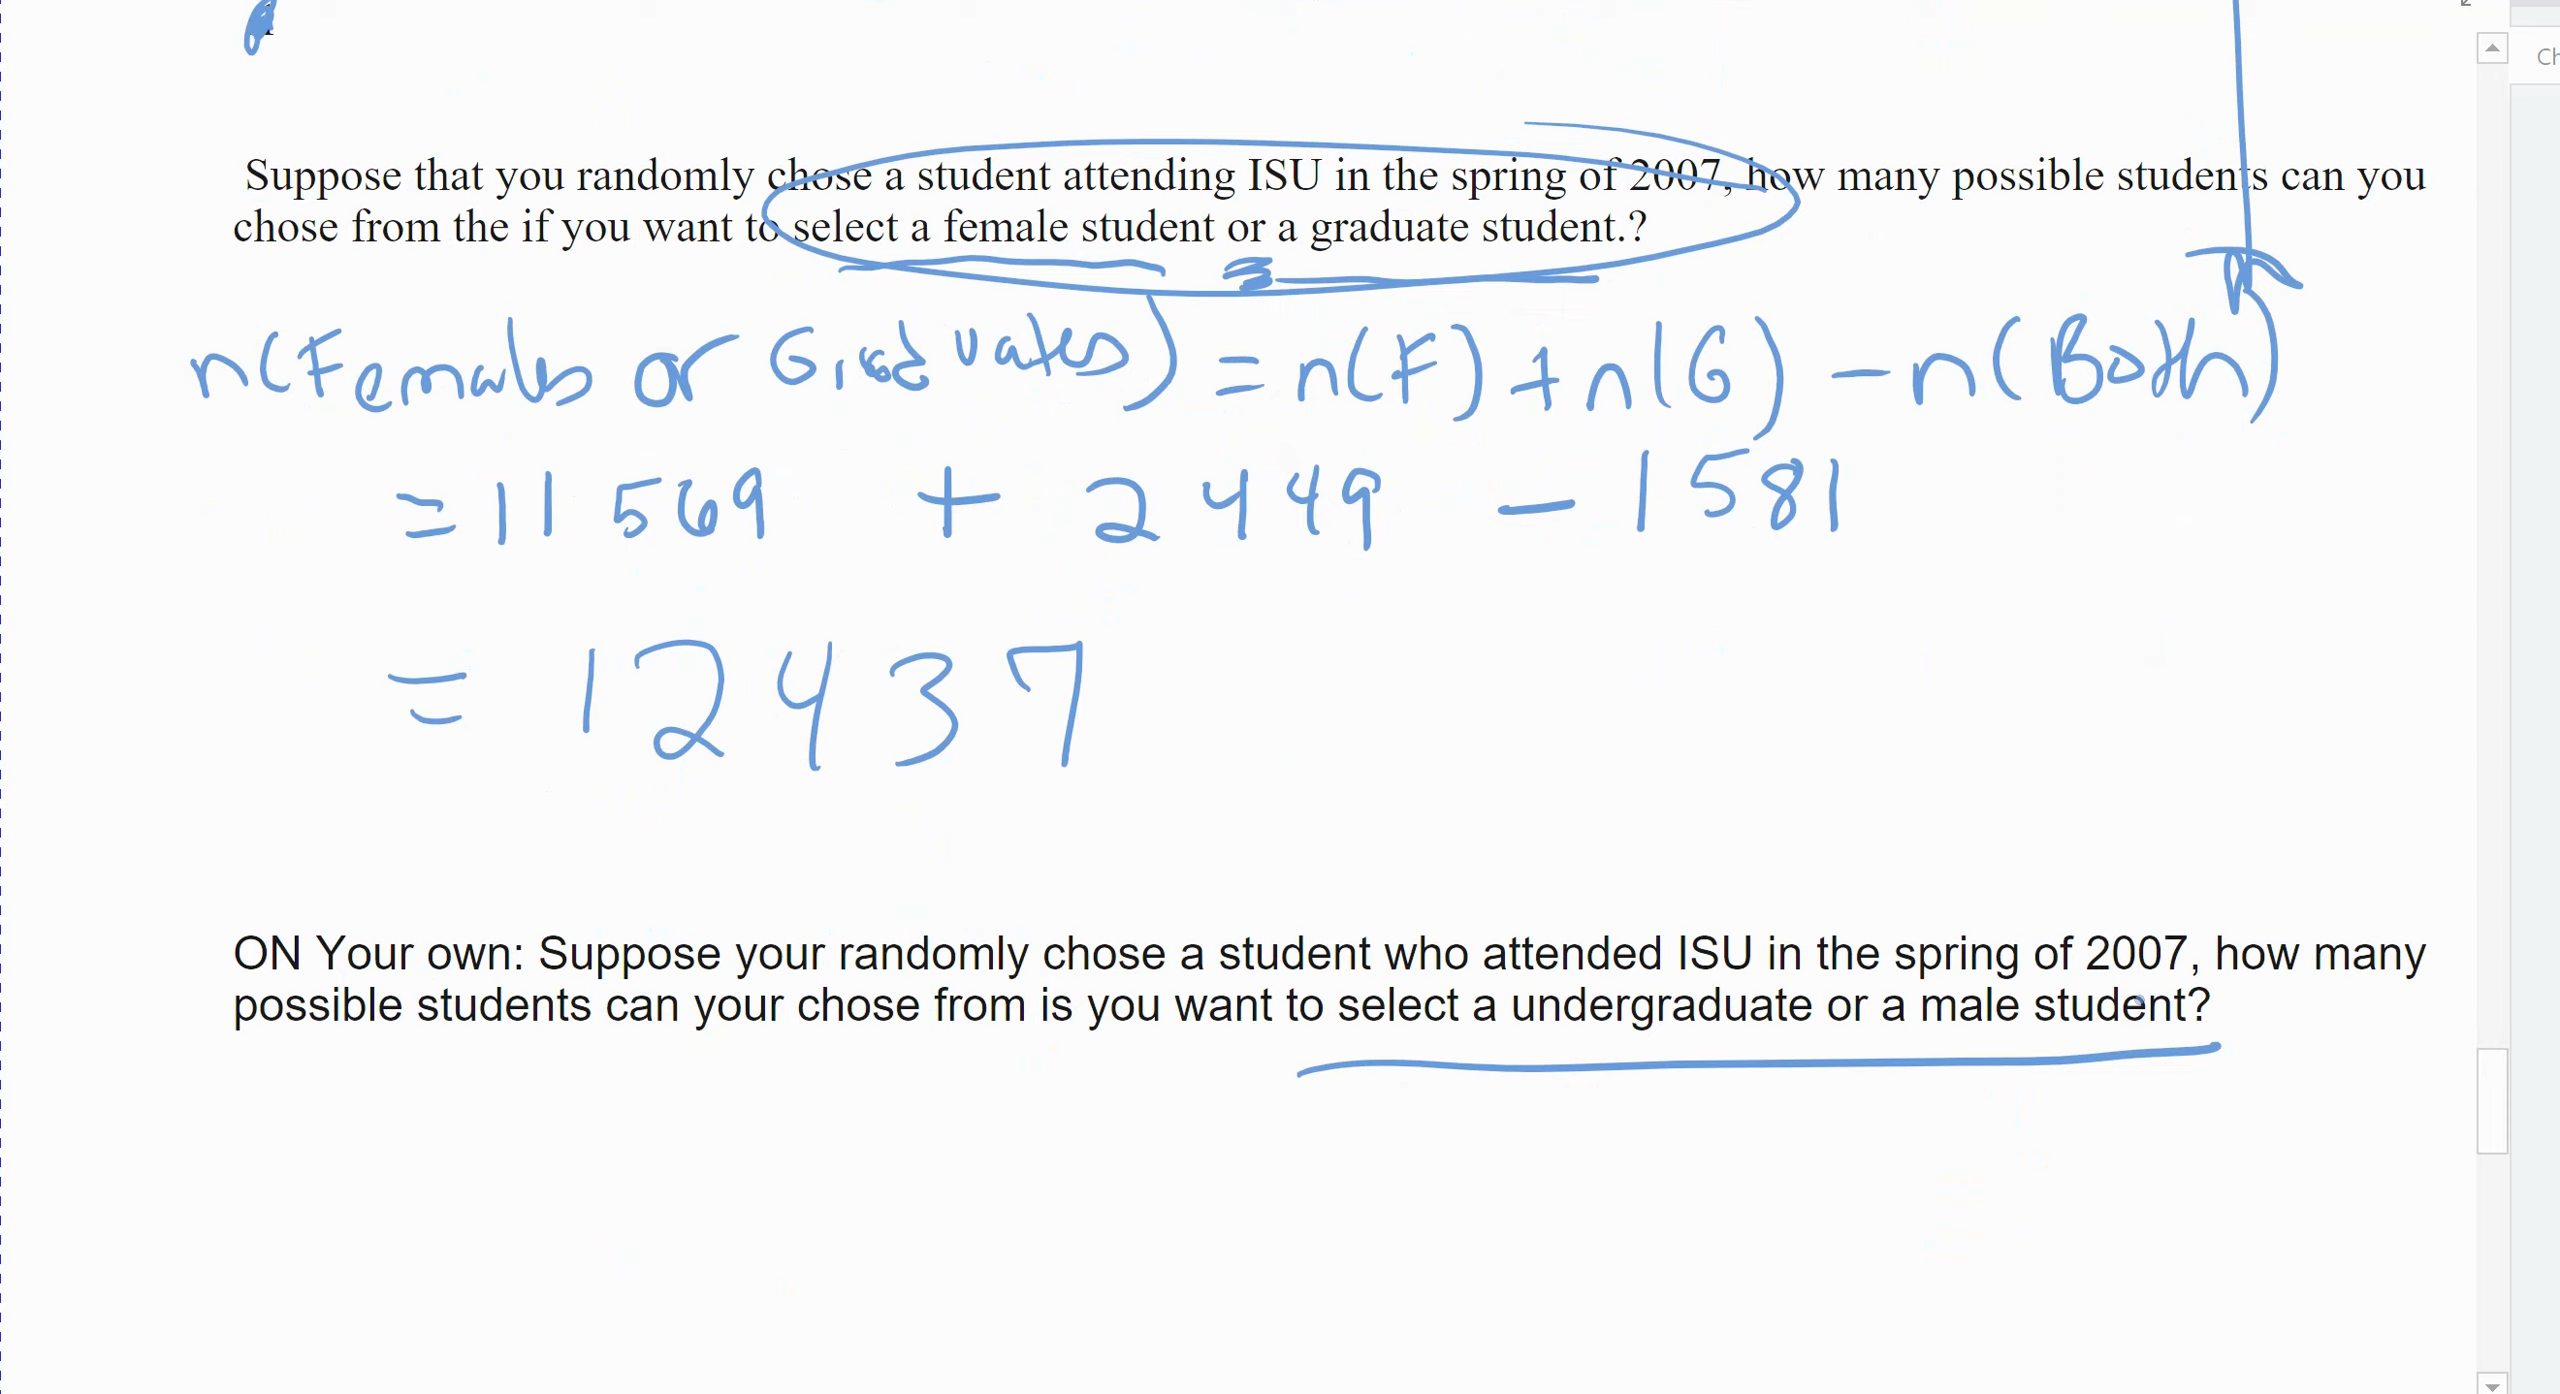 Ch
Suppose that you randomly chose a student attending ISU in the spring of 2007, how many possible students can you
chose from the if you want to select a female student or a graduate student.?
n(Females or Graduates) = n(F) + n(G) - n(Both)
= 11569 + 2449 - 1581
= 12437
ON Your own: Suppose your randomly chose a student who attended ISU in the spring of 2007, how many
possible students can your chose from is you want to select a undergraduate or a male student?